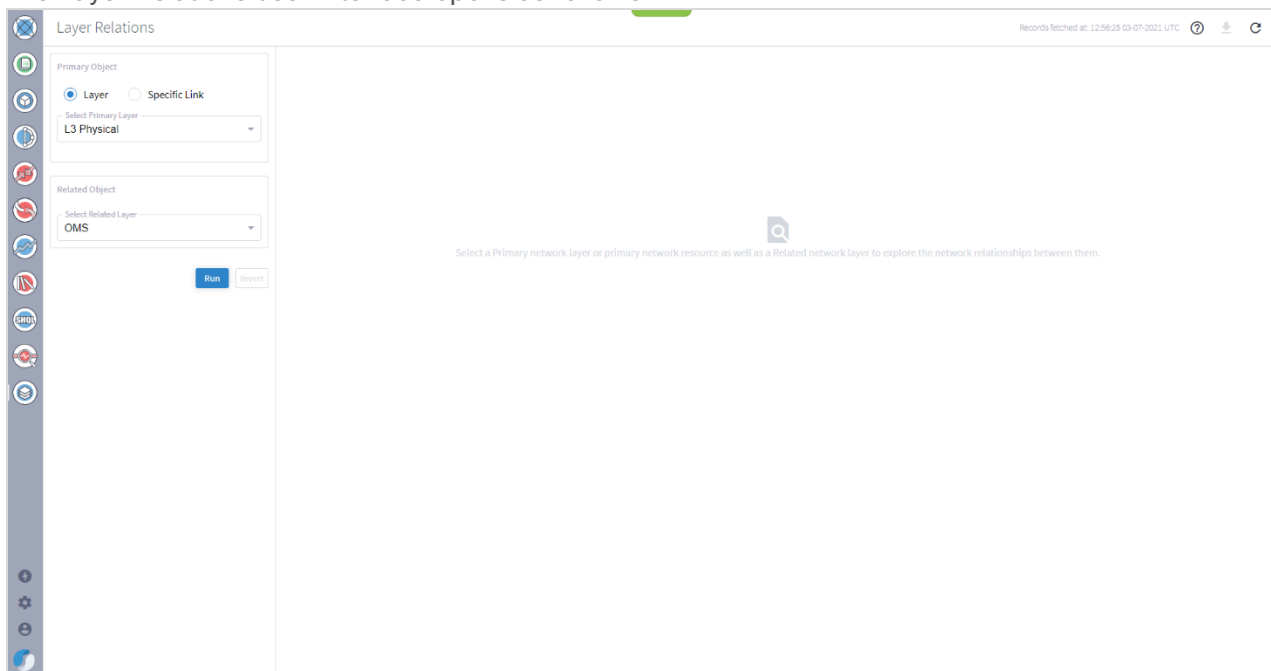 Layer Relations
Records fetched at: 12:56:25 03-07-2021 UTC
Primary Object
Layer
Specific Link
Select Primary Layer
L3 Physical
Related Object
Select Related Layer
OMS
Run
Invert
Select a Primary network layer or primary network resource as well as a Related network layer to explore the network relationships between them.
SHQL